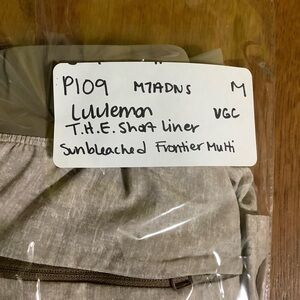 P109 M7ADNS M
Lululemon VGC
T.H.E. Short Liner
Sunbleached Frontier Multi